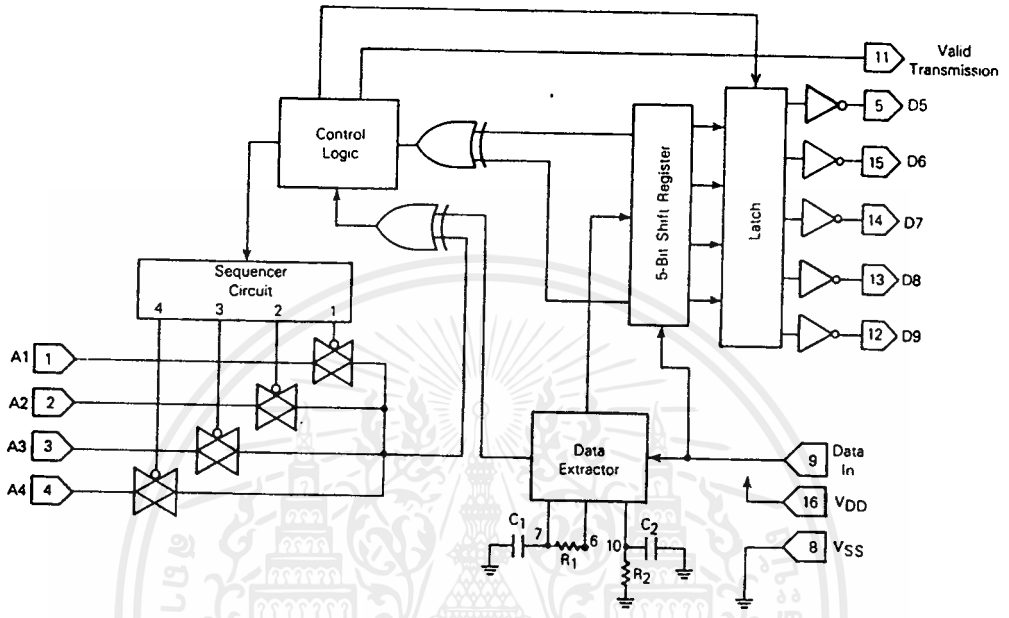 11
Valid
Transmission
Control
Logic
5-Bit Shift Register
Latch
5 D5
15 D6
14 D7
13 D8
12 D9
Sequencer
Circuit
4 3 2 1
A1 1
A2 2
A3 3
A4 4
Data
Extractor
9 Data
In
16 VDD
8 VSS
C1 7 R1 6 10 C2 R2